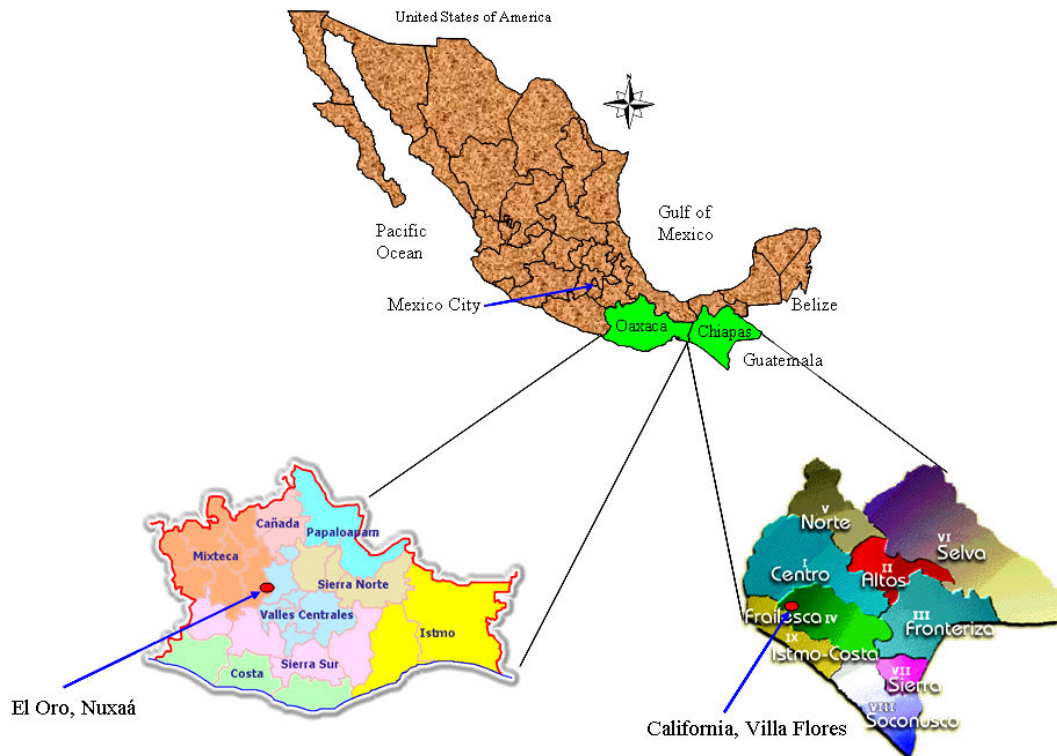 United States of America
N
Gulf of
Mexico
Pacific
Ocean
Mexico City
Belize
Oaxaca
Chiapas
Guatemala
Cañada
Papaloapam
Mixteca
Sierra Norte
Valles Centrales
Istmo
Sierra Sur
Costa
El Oro, Nuxaá
V
Norte
VI
Selva
I
Centro
II
Altos
Frailesca IV
III
Fronteriza
IX
Istmo-Costa
VII
Sierra
VIII
Soconusco
California, Villa Flores